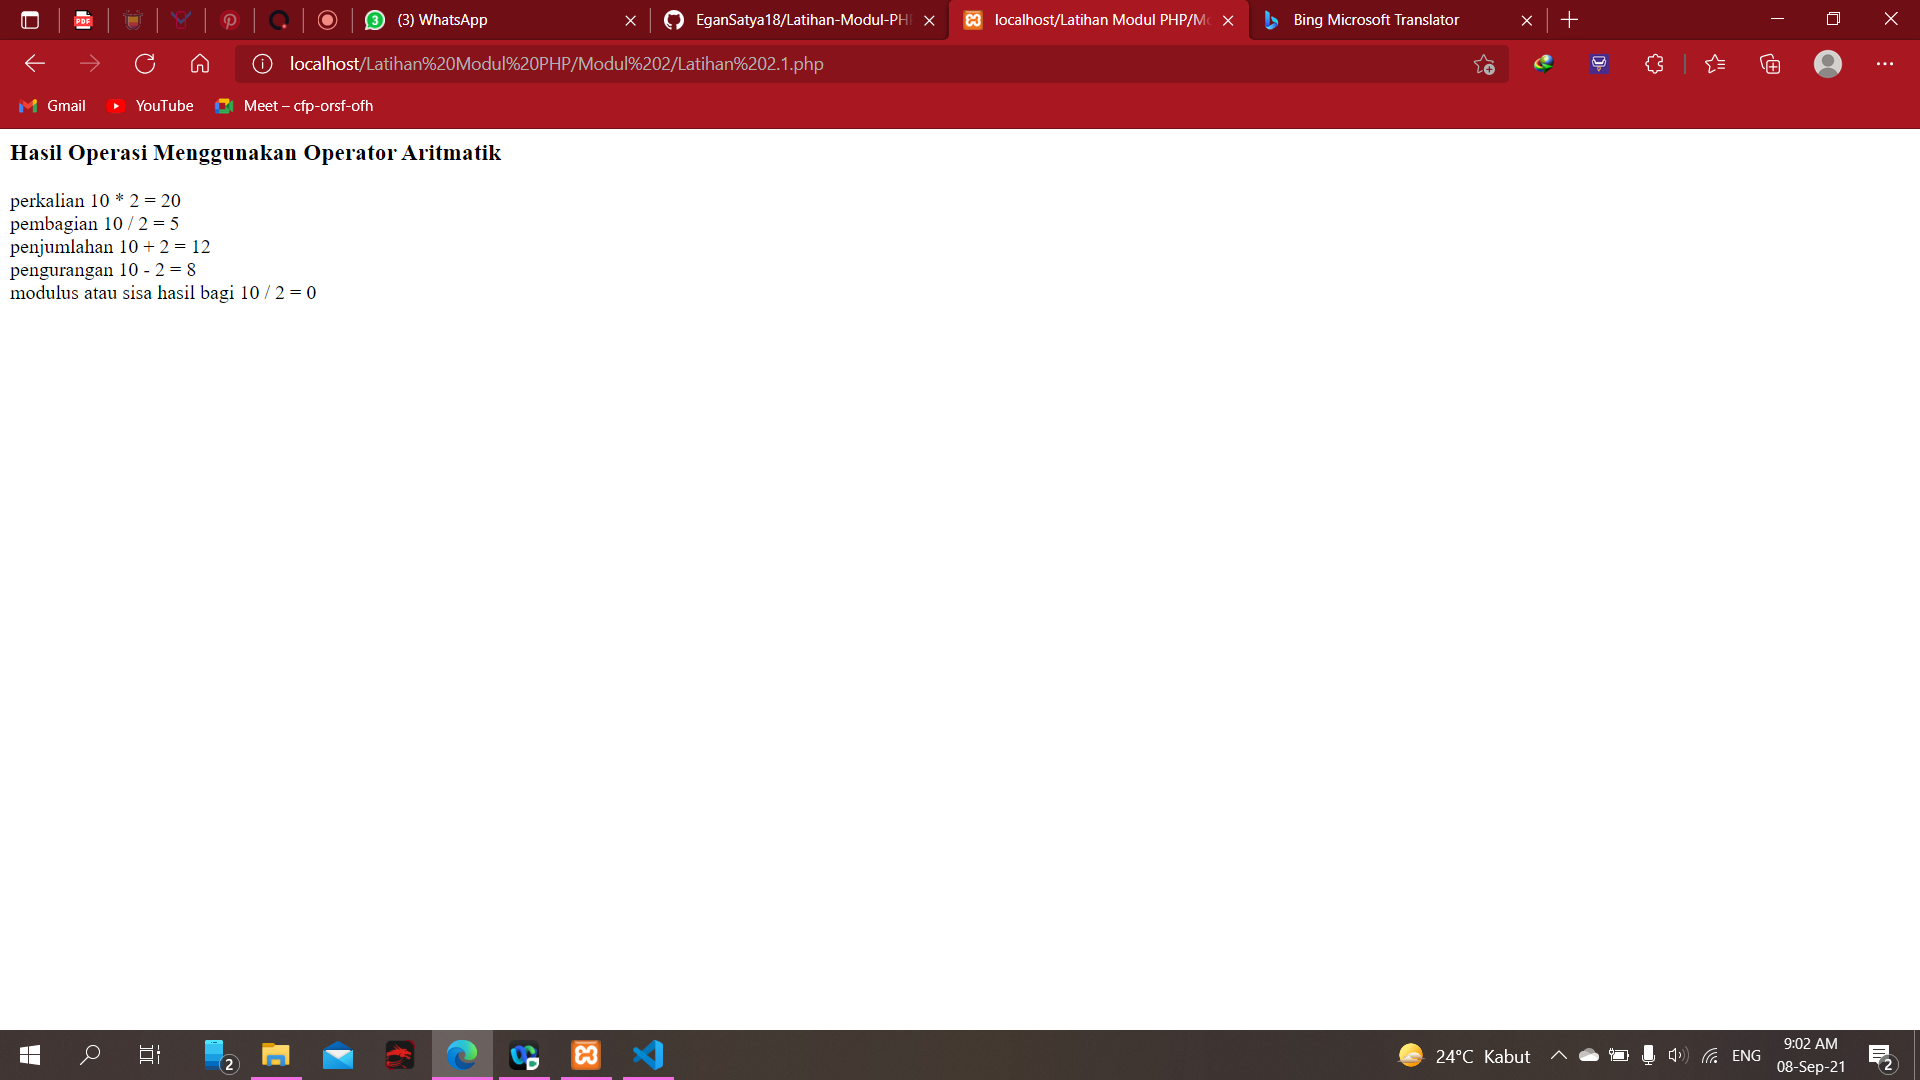 PDF
3
(3) WhatsApp
EganSatya18/Latihan-Modul-PH
localhost/Latihan Modul PHP/Mo
Bing Microsoft Translator
localhost/Latihan%20Modul%20PHP/Modul%202/Latihan%202.1.php
Gmail
YouTube
Meet – cfp-orsf-ofh
Hasil Operasi Menggunakan Operator Aritmatik
perkalian 10 * 2 = 20
pembagian 10 / 2 = 5
penjumlahan 10 + 2 = 12
pengurangan 10 - 2 = 8
modulus atau sisa hasil bagi 10 / 2 = 0
2
24°C Kabut
ENG
9:02 AM
08-Sep-21
2